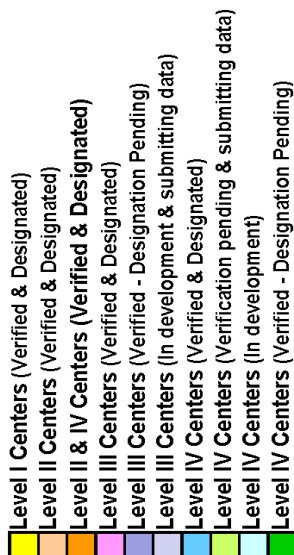 Level I Centers (Verified & Designated)
Level II Centers (Verified & Designated)
Level II & IV Centers (Verified & Designated)
Level III Centers (Verified & Designated)
Level III Centers (Verified - Designation Pending)
Level III Centers (In development & submitting data)
Level IV Centers (Verified & Designated)
Level IV Centers (Verification pending & submitting data)
Level IV Centers (In development)
Level IV Centers (Verified - Designation Pending)